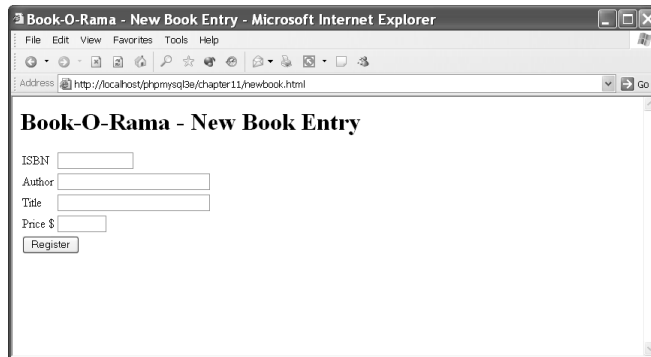 Book-O-Rama - New Book Entry - Microsoft Internet Explorer
File Edit View Favorites Tools Help
Address http://localhost/phpmysql3e/chapter11/newbook.html Go
Book-O-Rama - New Book Entry
ISBN
Author
Title
Price $
Register